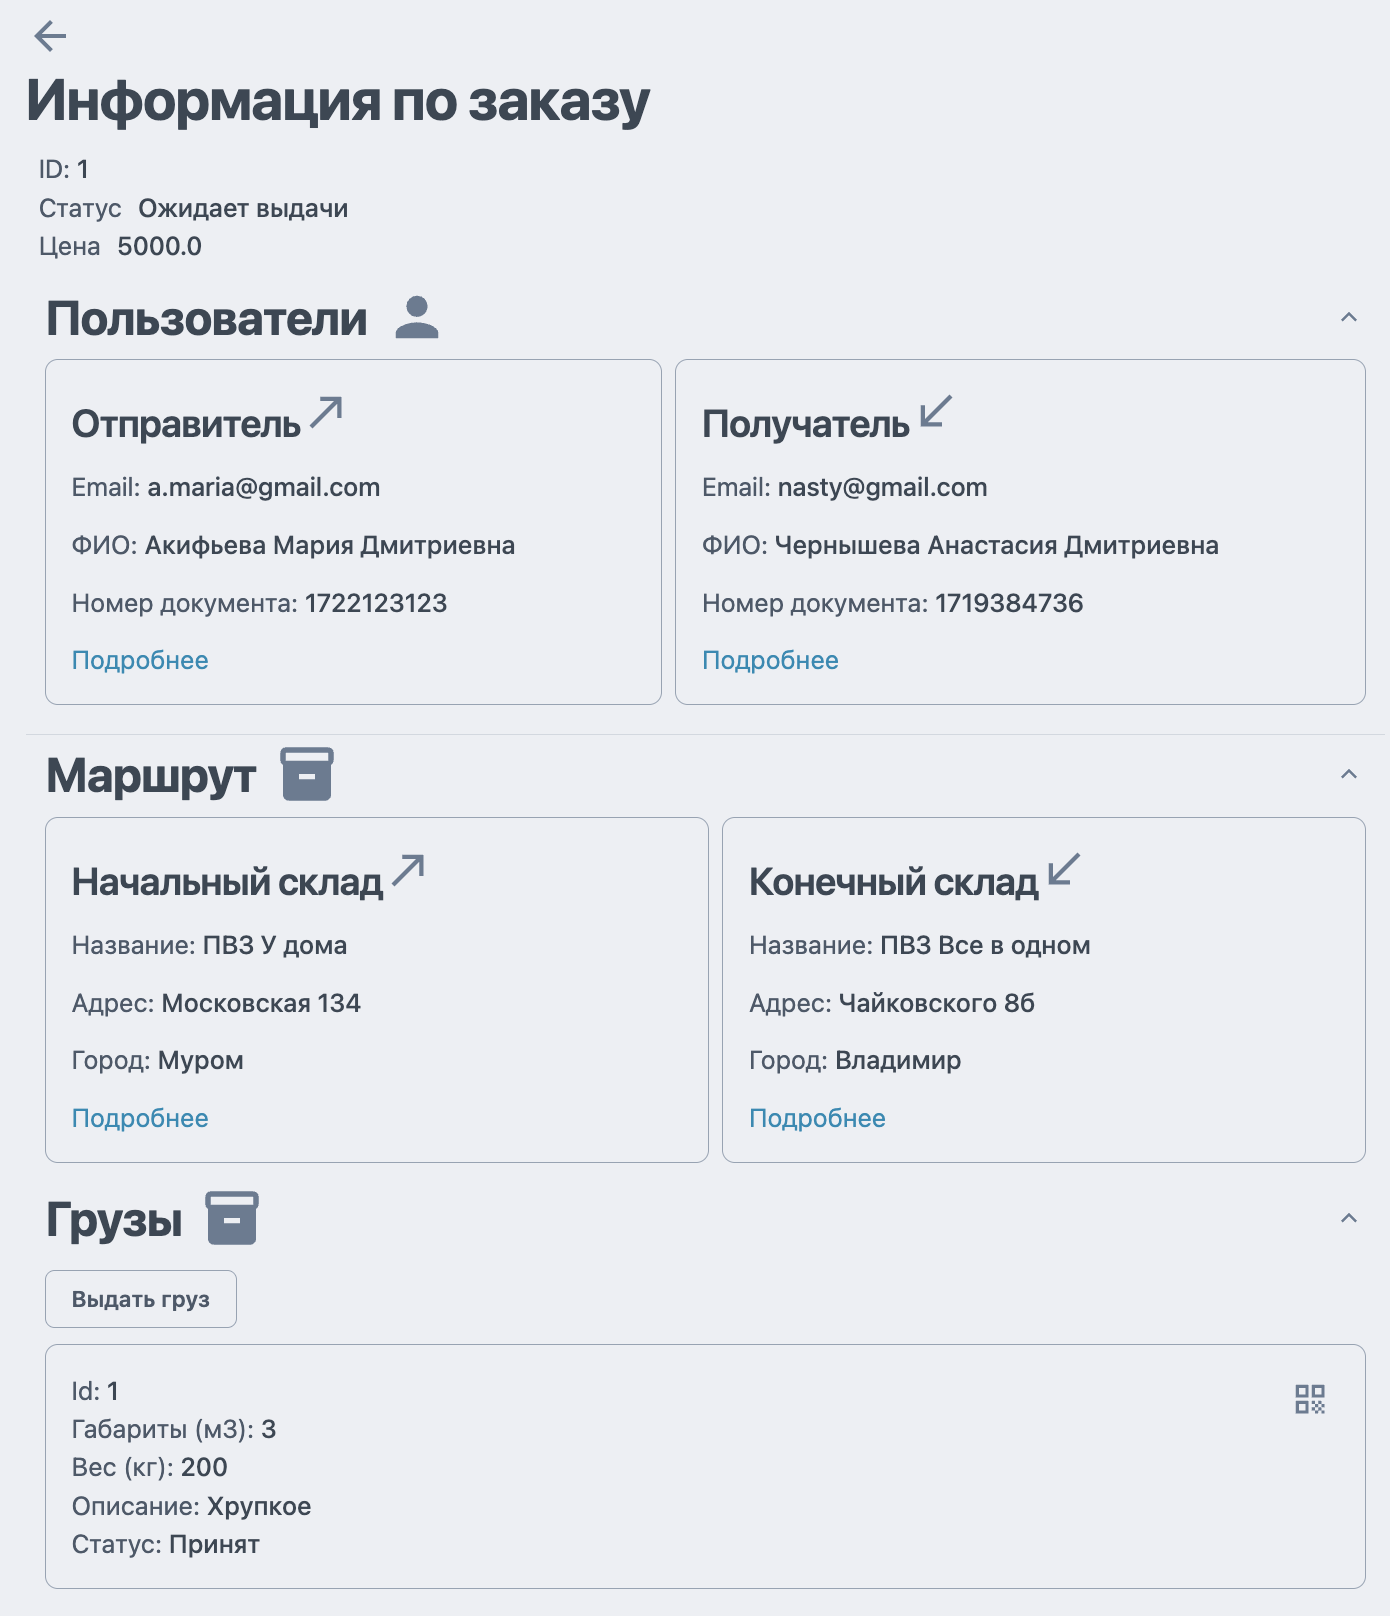 Информация по заказу
ID: 1
Статус Ожидает выдачи
Цена 5000.0
Пользователи
Отправитель
Email: a.maria@gmail.com
ФИО: Акифьева Мария Дмитриевна
Номер документа: 1722123123
Подробнее
Получатель
Email: nasty@gmail.com
ФИО: Чернышева Анастасия Дмитриевна
Номер документа: 1719384736
Подробнее
Маршрут
Начальный склад
Название: ПВЗ У дома
Адрес: Московская 134
Город: Муром
Подробнее
Конечный склад
Название: ПВЗ Все в одном
Адрес: Чайковского 8б
Город: Владимир
Подробнее
Грузы
Выдать груз
Id: 1
Габариты (м3): 3
Вес (кг): 200
Описание: Хрупкое
Статус: Принят